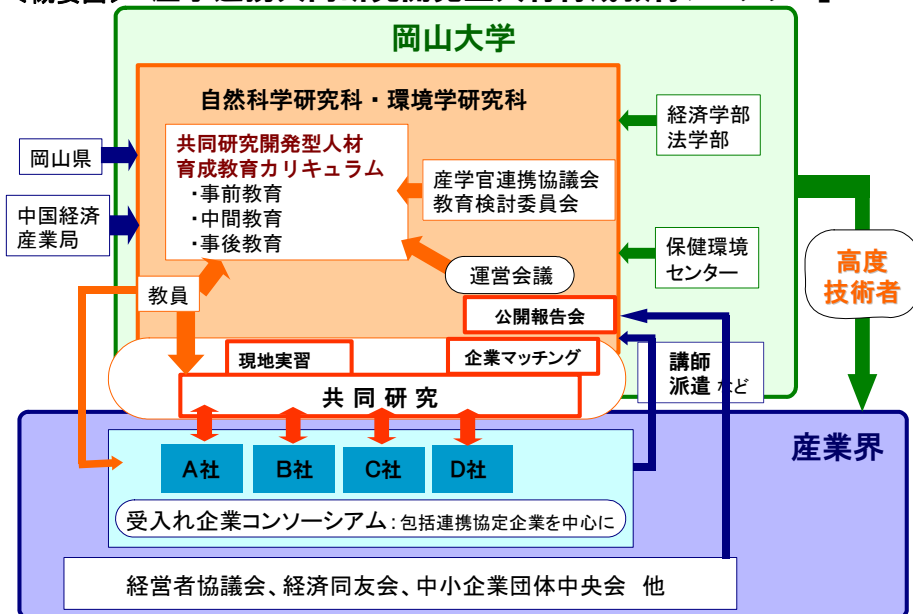 岡山大学
自然科学研究科・環境学研究科
共同研究開発型人材
育成教育カリキュラム
・事前教育
・中間教育
・事後教育
産学官連携協議会
教育検討委員会
運営会議
岡山県
中国経済
産業局
経済学部
法学部
保健環境
センター
高度
技術者
教員
公開報告会
現地実習
企業マッチング
講師
派遣 など
共 同 研 究
産業界
A社
B社
C社
D社
受入れ企業コンソーシアム:包括連携協定企業を中心に
経営者協議会、経済同友会、中小企業団体中央会 他